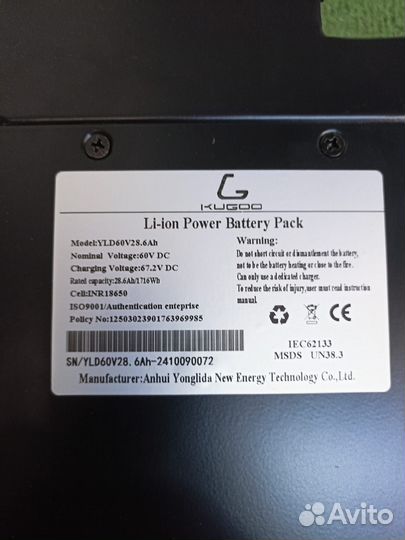 KUGOO
Li-ion Power Battery Pack
Model:YLD60V28.6Ah
Nominal Voltage:60V DC
Charging Voltage:67.2V DC
Rated capacity:28.6Ah/1716Wh
Cell:INR18650
ISO9001/Authentication enteprise
Policy No:12503023901763969985
Warning:
Do not short circuit or dismantlement the battery,
not to be the battery heating or close to the fire.
Can only use a dedicated charger.
To reduce the risk of injury,user must read instruction
manual.
SN/YLD60V28.6Ah-2410090072
IEC62133
MSDS UN38.3
Manufacturer:Anhui Yonglida New Energy Technology Co.,Ltd.
Avito